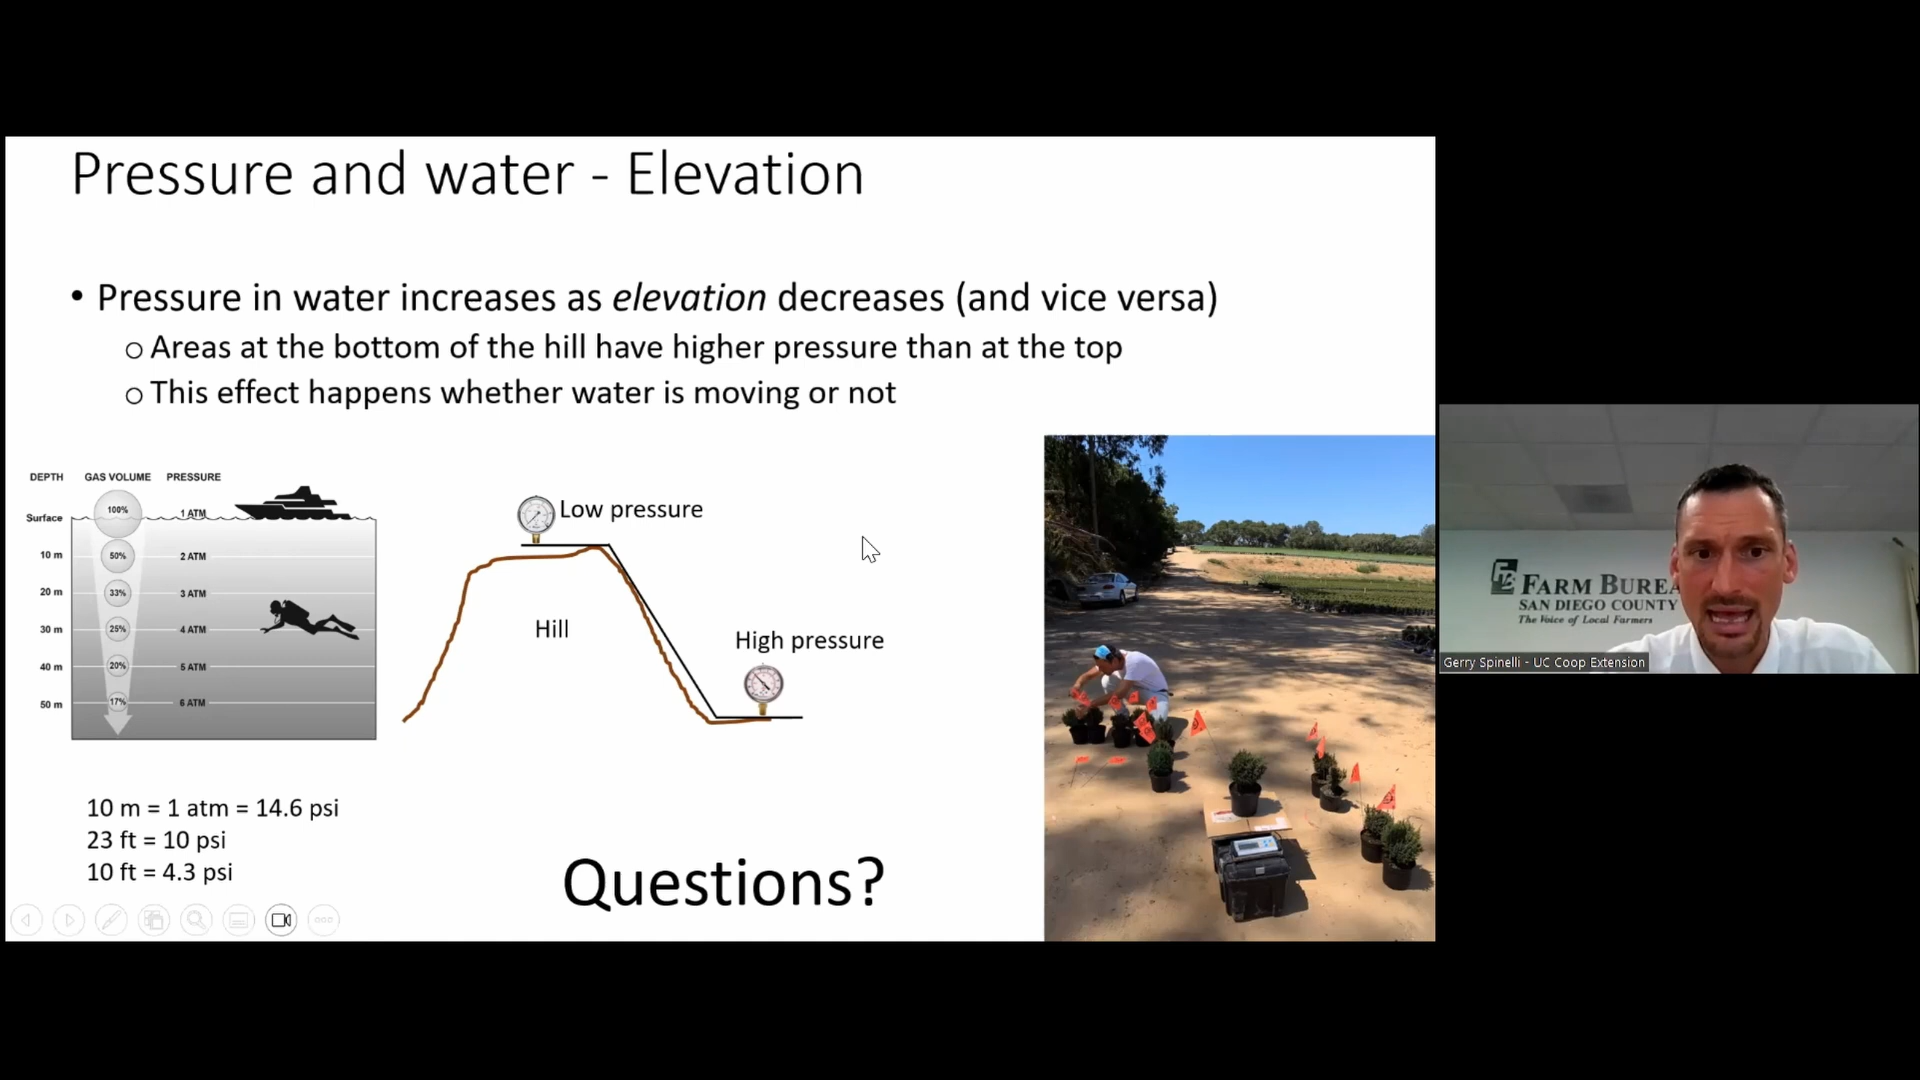 Pressure and water - Elevation
• Pressure in water increases as elevation decreases (and vice versa)
o Areas at the bottom of the hill have higher pressure than at the top
o This effect happens whether water is moving or not
DEPTH GAS VOLUME PRESSURE
Surface 100% 1 ATM
10 m 50% 2 ATM
20 m 33% 3 ATM
30 m 25% 4 ATM
40 m 20% 5 ATM
50 m 17% 6 ATM
Low pressure
Hill
High pressure
10 m = 1 atm = 14.6 psi
23 ft = 10 psi
10 ft = 4.3 psi
Questions?
FARM BUREA
SAN DIEGO COUNTY
The Voice of Local Farmers
Gerry Spinelli - UC Coop Extension